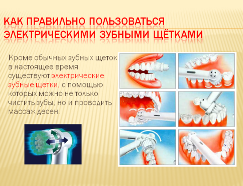 КАК ПРАВИЛЬНО ПОЛЬЗОВАТЬСЯ
ЭЛЕКТРИЧЕСКИМИ ЗУБНЫМИ ЩЁТКАМИ
Кроме обычных зубных щеток
в настоящее время
существуют электрические
зубные щетки, с помощью
которых можно не только
чистить зубы, но и проводить
массаж десен.